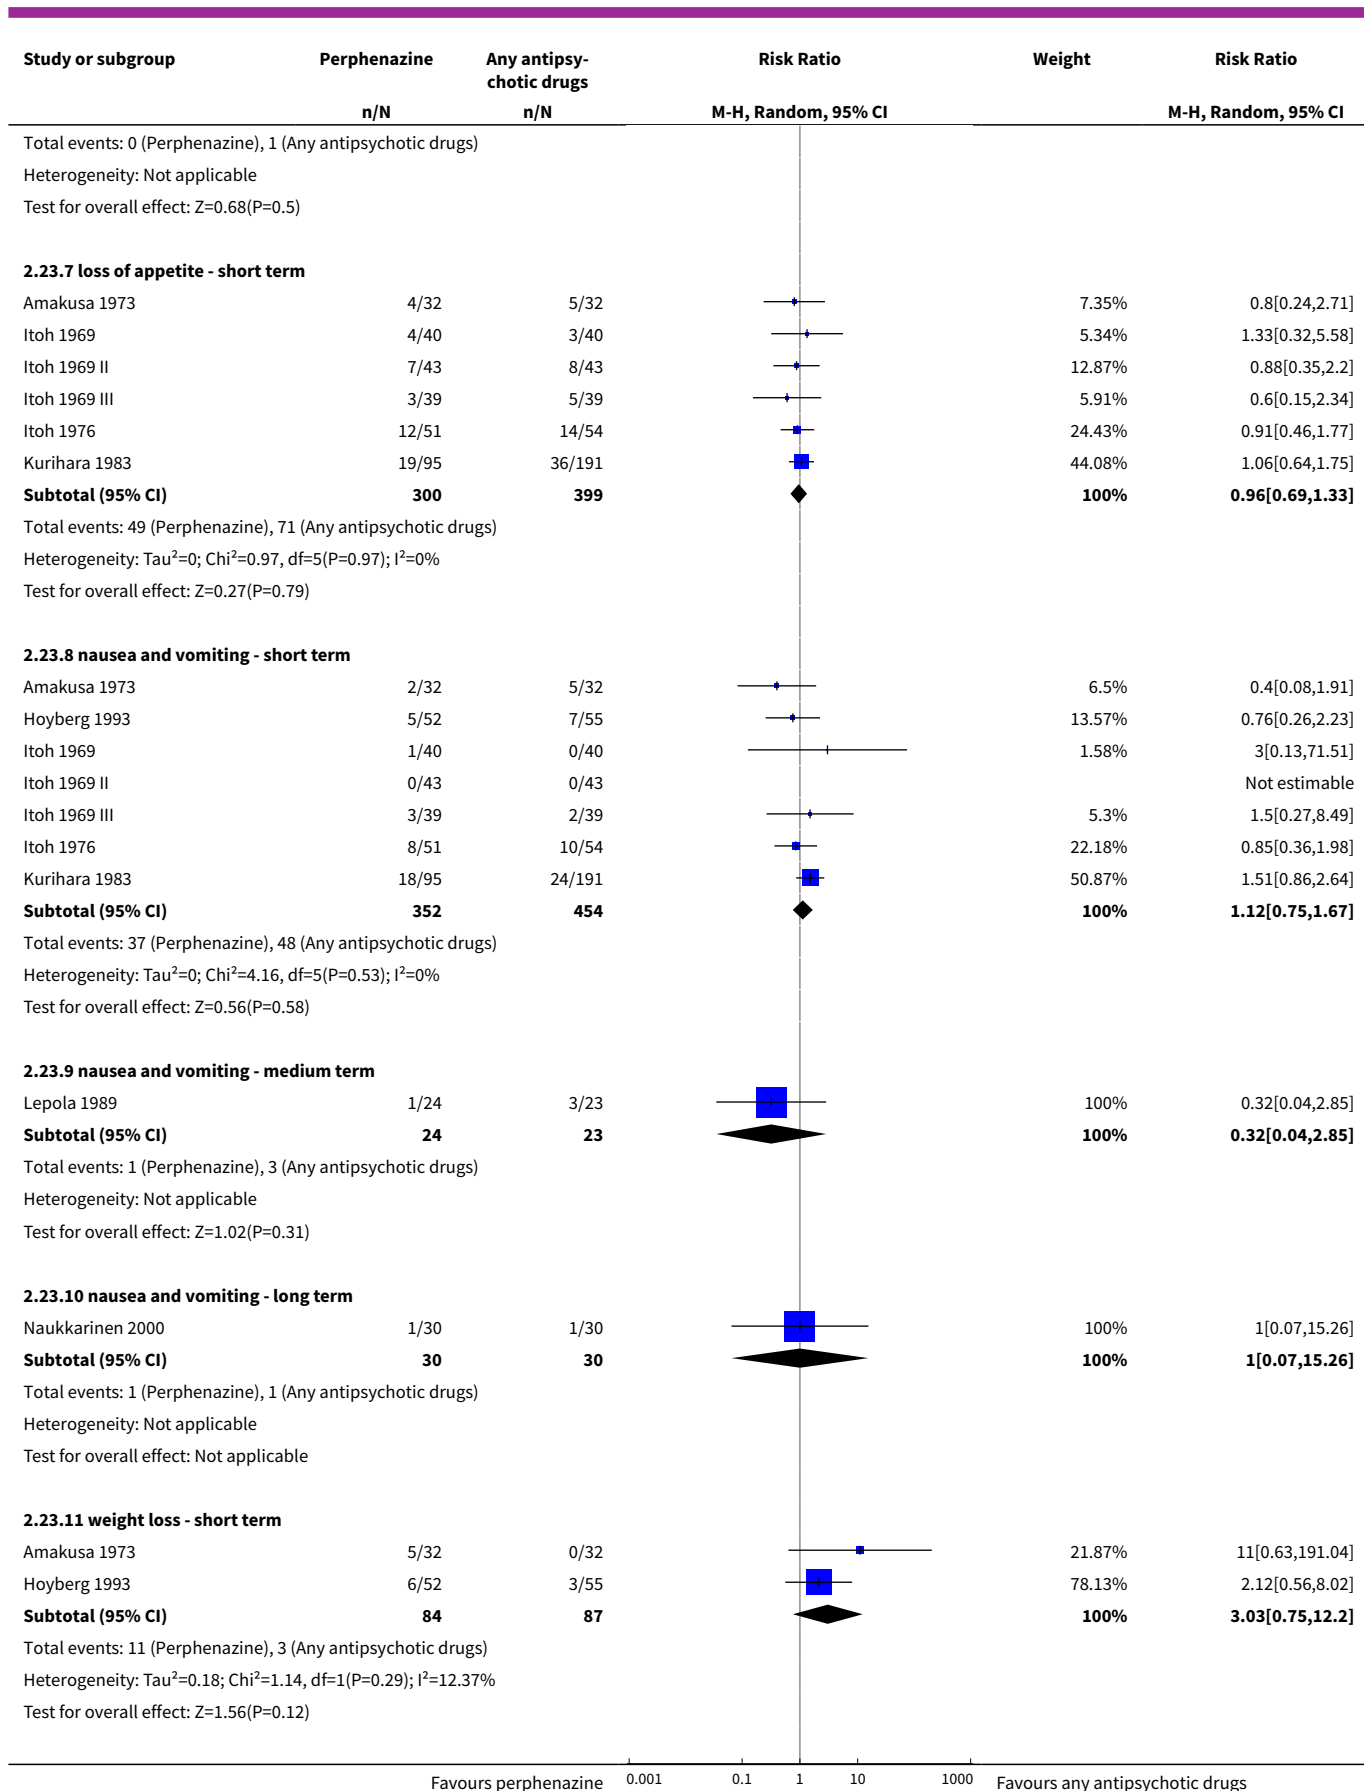 Study or subgroup Perphenazine Any antipsy- Risk Ratio Weight Risk Ratio
chotic drugs
n/N n/N M-H, Random, 95% CI M-H, Random, 95% CI
Total events: 0 (Perphenazine), 1 (Any antipsychotic drugs)
Heterogeneity: Not applicable
Test for overall effect: Z=0.68(P=0.5)
2.23.7 loss of appetite - short term
Amakusa 1973 4/32 5/32 7.35% 0.8[0.24,2.71]
Itoh 1969 4/40 3/40 5.34% 1.33[0.32,5.58]
Itoh 1969 II 7/43 8/43 12.87% 0.88[0.35,2.2]
Itoh 1969 III 3/39 5/39 5.91% 0.6[0.15,2.34]
Itoh 1976 12/51 14/54 24.43% 0.91[0.46,1.77]
Kurihara 1983 19/95 36/191 44.08% 1.06[0.64,1.75]
Subtotal (95% CI) 300 399 100% 0.96[0.69,1.33]
Total events: 49 (Perphenazine), 71 (Any antipsychotic drugs)
Heterogeneity: Tau²=0; Chi²=0.97, df=5(P=0.97); I²=0%
Test for overall effect: Z=0.27(P=0.79)
2.23.8 nausea and vomiting - short term
Amakusa 1973 2/32 5/32 6.5% 0.4[0.08,1.91]
Hoyberg 1993 5/52 7/55 13.57% 0.76[0.26,2.23]
Itoh 1969 1/40 0/40 1.58% 3[0.13,71.51]
Itoh 1969 II 0/43 0/43 Not estimable
Itoh 1969 III 3/39 2/39 5.3% 1.5[0.27,8.49]
Itoh 1976 8/51 10/54 22.18% 0.85[0.36,1.98]
Kurihara 1983 18/95 24/191 50.87% 1.51[0.86,2.64]
Subtotal (95% CI) 352 454 100% 1.12[0.75,1.67]
Total events: 37 (Perphenazine), 48 (Any antipsychotic drugs)
Heterogeneity: Tau²=0; Chi²=4.16, df=5(P=0.53); I²=0%
Test for overall effect: Z=0.56(P=0.58)
2.23.9 nausea and vomiting - medium term
Lepola 1989 1/24 3/23 100% 0.32[0.04,2.85]
Subtotal (95% CI) 24 23 100% 0.32[0.04,2.85]
Total events: 1 (Perphenazine), 3 (Any antipsychotic drugs)
Heterogeneity: Not applicable
Test for overall effect: Z=1.02(P=0.31)
2.23.10 nausea and vomiting - long term
Naukkarinen 2000 1/30 1/30 100% 1[0.07,15.26]
Subtotal (95% CI) 30 30 100% 1[0.07,15.26]
Total events: 1 (Perphenazine), 1 (Any antipsychotic drugs)
Heterogeneity: Not applicable
Test for overall effect: Not applicable
2.23.11 weight loss - short term
Amakusa 1973 5/32 0/32 21.87% 11[0.63,191.04]
Hoyberg 1993 6/52 3/55 78.13% 2.12[0.56,8.02]
Subtotal (95% CI) 84 87 100% 3.03[0.75,12.2]
Total events: 11 (Perphenazine), 3 (Any antipsychotic drugs)
Heterogeneity: Tau²=0.18; Chi²=1.14, df=1(P=0.29); I²=12.37%
Test for overall effect: Z=1.56(P=0.12)
Favours perphenazine 0.001 0.1 1 10 1000 Favours any antipsychotic drugs